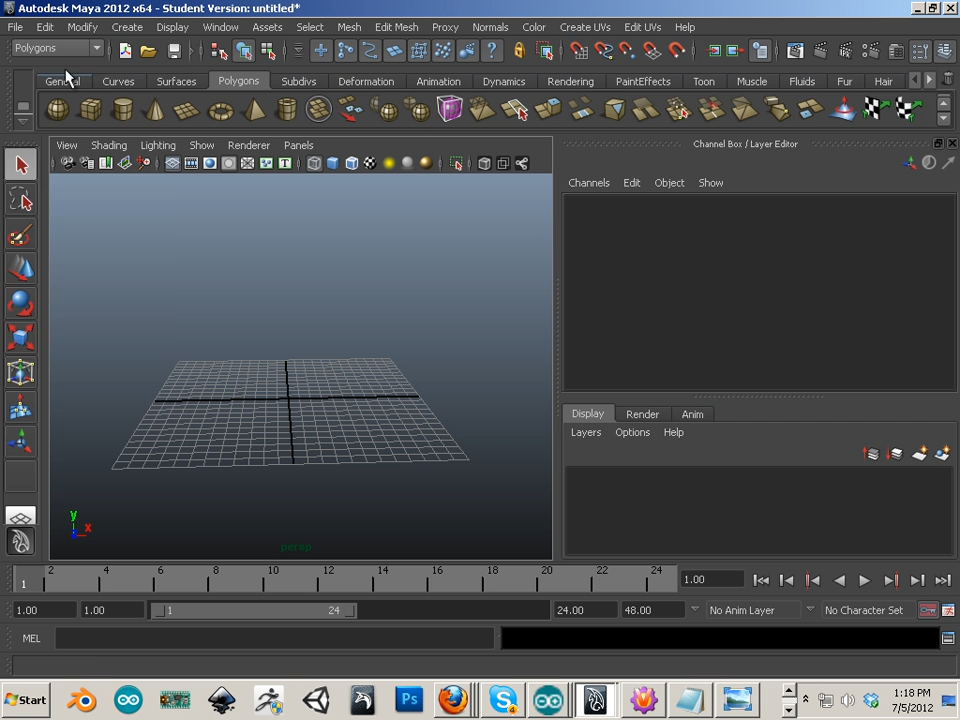 Autodesk Maya 2012 x64 - Student Version: untitled*
File Edit Modify Create Display Window Assets Select Mesh Edit Mesh Proxy Normals Color Create UVs Edit UVs Help
Polygons
General Curves Surfaces Polygons Subdivs Deformation Animation Dynamics Rendering PaintEffects Toon Muscle Fluids Fur Hair
View Shading Lighting Show Renderer Panels
Channel Box / Layer Editor
Channels Edit Object Show
y
x
persp
Display Render Anim
Layers Options Help
2 4 6 8 10 12 14 16 18 20 22 24
1
1.00
1.00 1.00 1 24 24.00 48.00 No Anim Layer No Character Set
MEL
Start
Ps
1:18 PM
7/5/2012